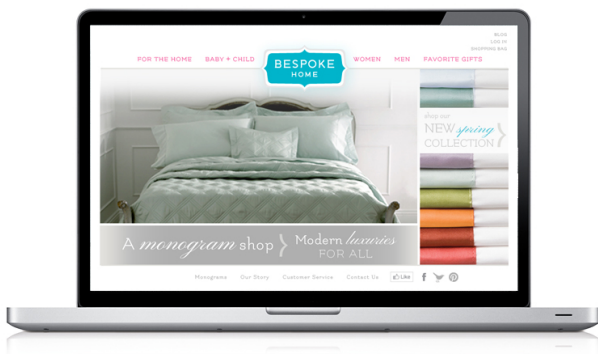 BLOG
LOG IN
SHOPPING BAG
FOR THE HOME BABY + CHILD BESPOKE HOME WOMEN MEN FAVORITE GIFTS
shop our
NEW spring
COLLECTION
A monogram shop
Modern luxuries
FOR ALL
Monograms Our Story Customer Service Contact Us Like f